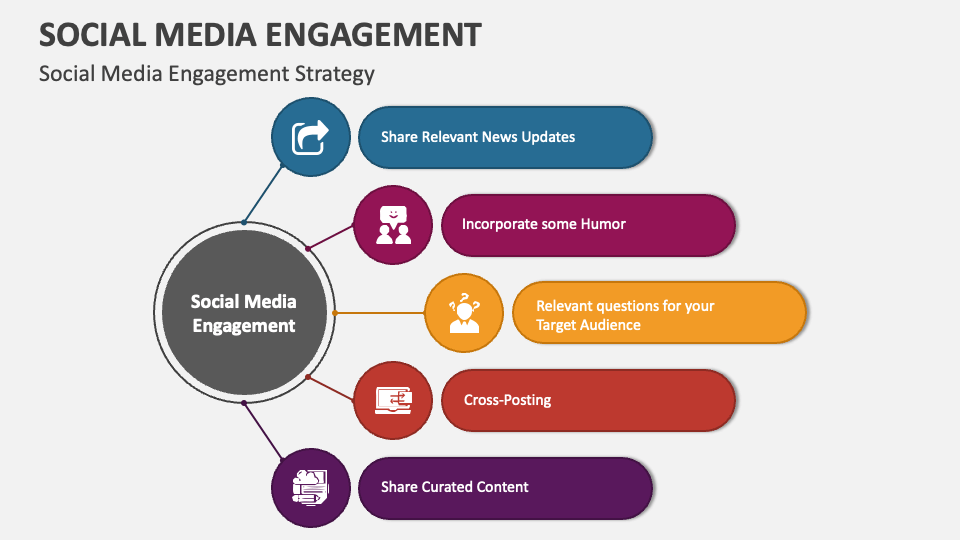 SOCIAL MEDIA ENGAGEMENT
Social Media Engagement Strategy
Share Relevant News Updates
Incorporate some Humor
Social Media
Engagement
Relevant questions for your
Target Audience
Cross-Posting
Share Curated Content